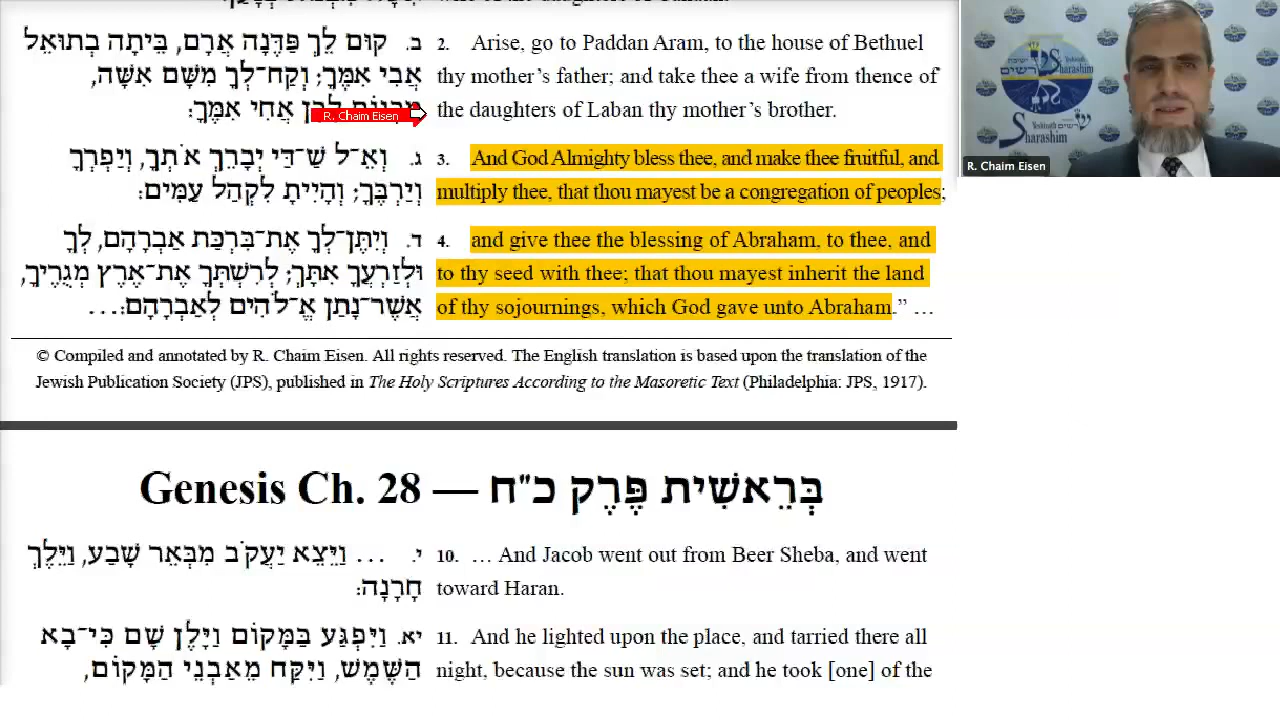 ב. קוּם לֵךְ פַּדֶּנָה אֲרָם, בֵּיתָה בְתוּאֵל
אֲבִי אִמֶּךָ; וְקַח־לְךָ מִשָּׁם אִשָּׁה,
לָבָן אֲחִי אִמֶּךָ:
2. Arise, go to Paddan Aram, to the house of Bethuel
thy mother’s father; and take thee a wife from thence of
the daughters of Laban thy mother’s brother.
R. Chaim Eisen
ג. וְאֵ־ל שַׁ־דַּי יְבָרֵךְ אֹתְךָ, וְיַפְרְךָ
וְיַרְבֶּךָ; וְהָיִיתָ לִקְהַל עַמִּים:
3. And God Almighty bless thee, and make thee fruitful, and
multiply thee, that thou mayest be a congregation of peoples;
ד. וְיִתֶּן־לְךָ אֶת־בִּרְכַּת אַבְרָהָם, לְךָ
וּלְזַרְעֲךָ אִתָּךְ; לְרִשְׁתְּךָ אֶת־אֶרֶץ מְגֻרֶיךָ,
אֲשֶׁר־נָתַן אֱ־לֹהִים לְאַבְרָהָם:...
4. and give thee the blessing of Abraham, to thee, and
to thy seed with thee; that thou mayest inherit the land
of thy sojournings, which God gave unto Abraham.” ...
© Compiled and annotated by R. Chaim Eisen. All rights reserved. The English translation is based upon the translation of the
Jewish Publication Society (JPS), published in The Holy Scriptures According to the Masoretic Text (Philadelphia: JPS, 1917).
Genesis Ch. 28 — בְּרֵאשִׁית פֶּרֶק כ״ח
י. ... וַיֵּצֵא יַעֲקֹב מִבְּאֵר שָׁבַע, וַיֵּלֶךְ
חָרָנָה:
10. ... And Jacob went out from Beer Sheba, and went
toward Haran.
יא. וַיִּפְגַּע בַּמָּקוֹם וַיָּלֶן שָׁם כִּי־בָא
הַשֶּׁמֶשׁ, וַיִּקַּח מֵאַבְנֵי הַמָּקוֹם,
11. And he lighted upon the place, and tarried there all
night, because the sun was set; and he took [one] of the
Sharashim
Yeshivath
Sharashim
R. Chaim Eisen